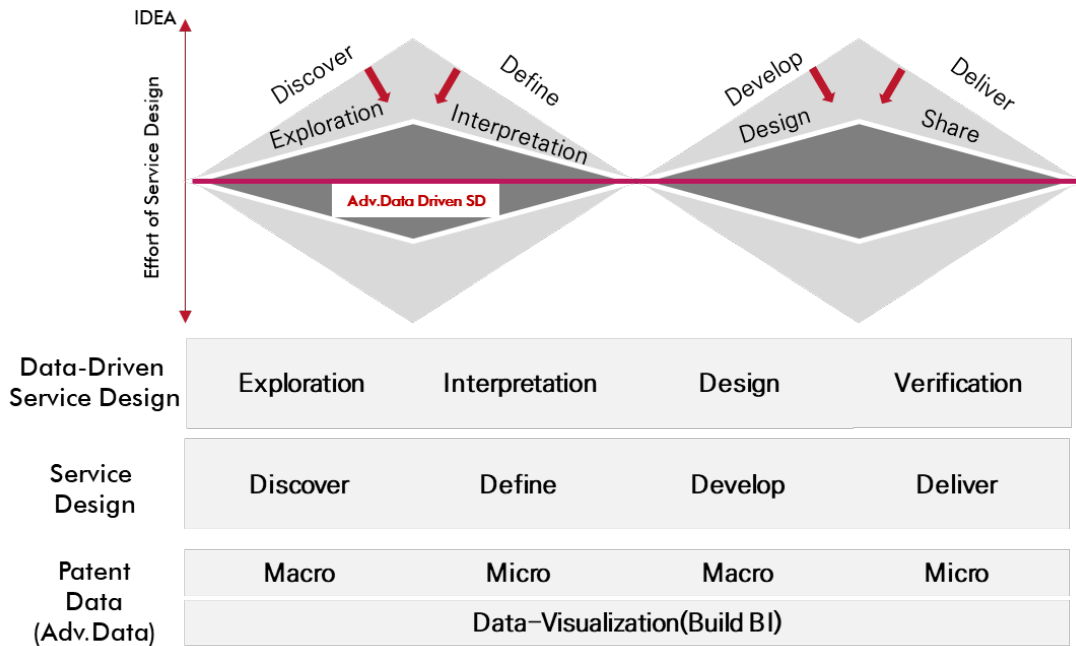 IDEA
Effort of Service Design
Discover
Define
Develop
Deliver
Exploration
Interpretation
Design
Share
Adv.Data Driven SD
Data-Driven
Service Design
Exploration
Interpretation
Design
Verification
Service
Design
Discover
Define
Develop
Deliver
Patent
Data
(Adv.Data)
Macro
Micro
Macro
Micro
Data-Visualization(Build BI)